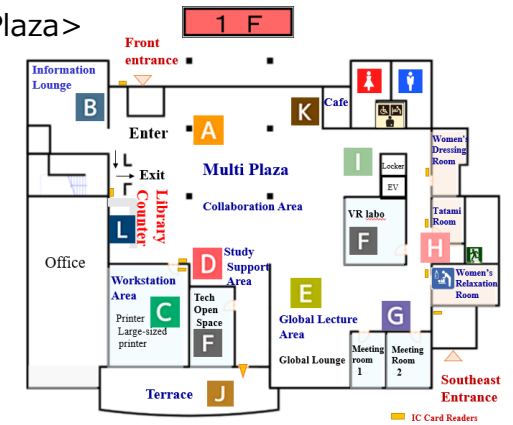 Plaza>
1 F
Front
entrance
Information
Lounge
B
Enter
A
K
Cafe
Women's
Dressing
Room
Exit
Multi Plaza
I
Locker
EV
Library
Counter
L
Collaboration Area
VR labo
F
Tatami
Room
H
Office
D
Study
Support
Area
Workstation
Area
C
Printer
Large-sized
printer
Tech
Open
Space
F
E
Global Lecture
Area
Global Lounge
G
Women's
Relaxation
Room
Meeting
room
1
Meeting
Room
2
Terrace
J
Southeast
Entrance
IC Card Readers